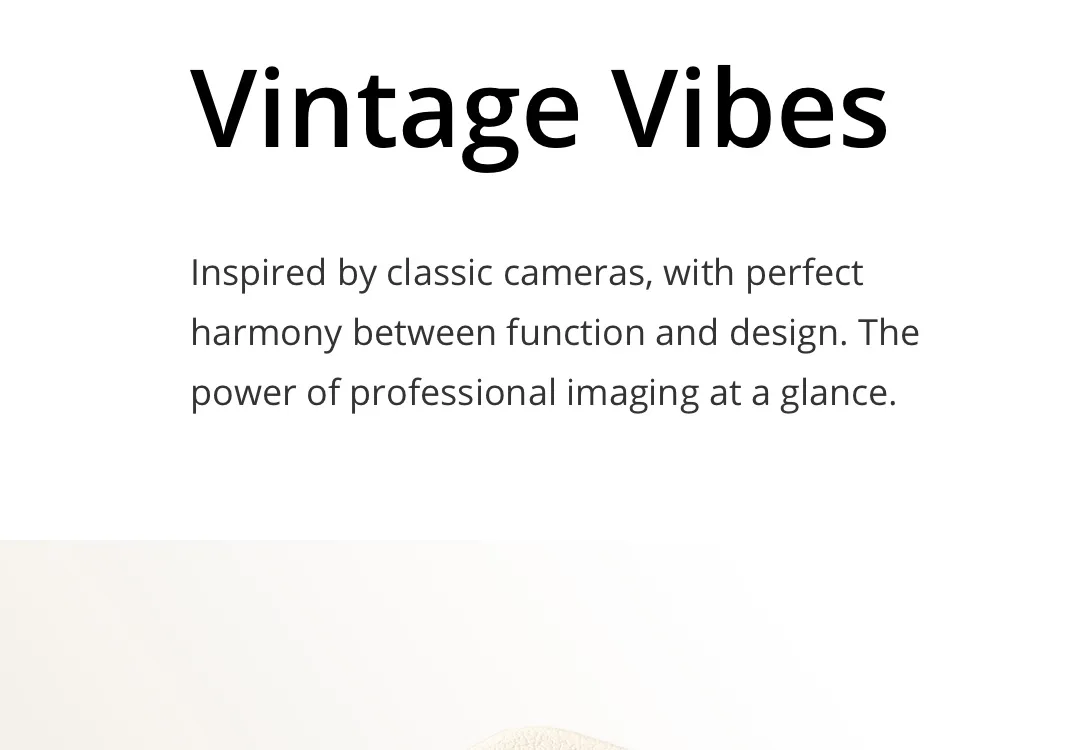 Vintage Vibes
Inspired by classic cameras, with perfect
harmony between function and design. The
power of professional imaging at a glance.